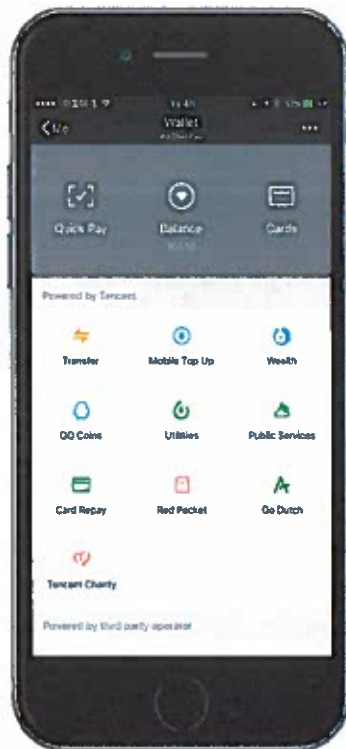 Me
Wallet
Quick Pay
Balance
Cards
Powered by Tencent
Transfer
Mobile Top Up
Wealth
QQ Coins
Utilities
Public Services
Card Repay
Red Packet
Go Dutch
Tencent Charity
Powered by third party operator